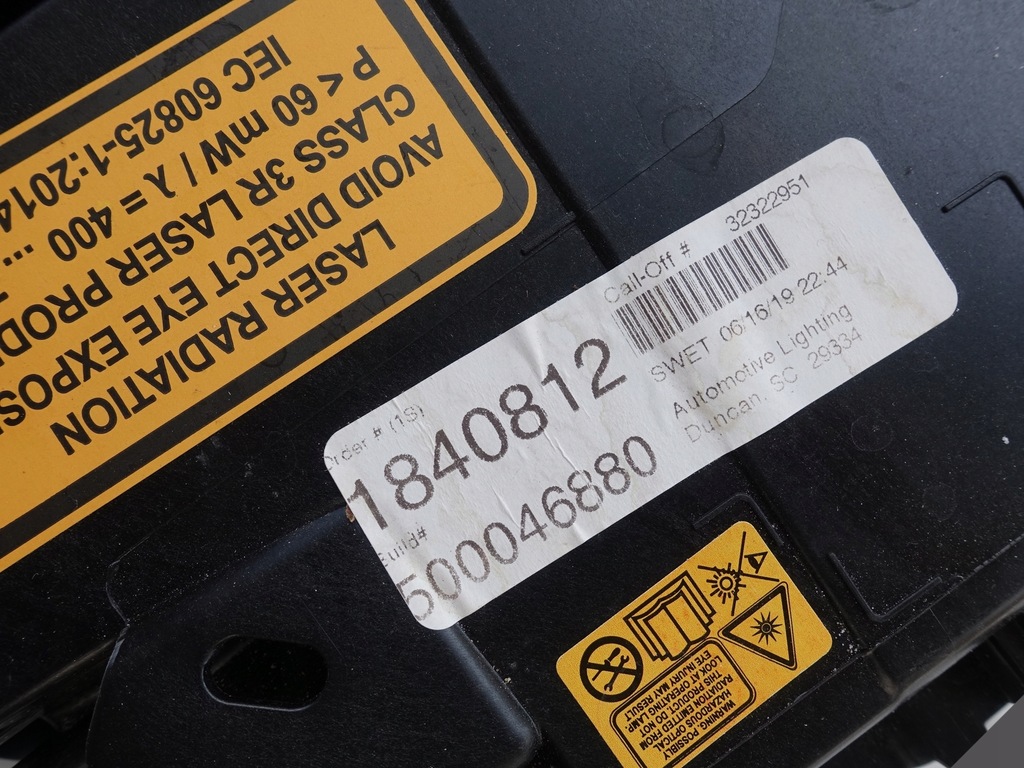 LASER RADIATION
AVOID DIRECT EYE
CLASS 3R LASER
P < 60 mW / λ = 400 ...
IEC 60825-1:2014
Order # (1S)
1840812
Build#
500046880
Call-Off # 32322951
SWET 06/16/19 22:44
Automotive Lighting
Duncan, SC 29334
WARNING. POSSIBLY
HAZARDOUS OPTICAL
RADIATION EMITTED FROM
THIS PRODUCT. DO NOT
LOOK AT OPERATING LAMP.
EYE INJURY MAY RESULT